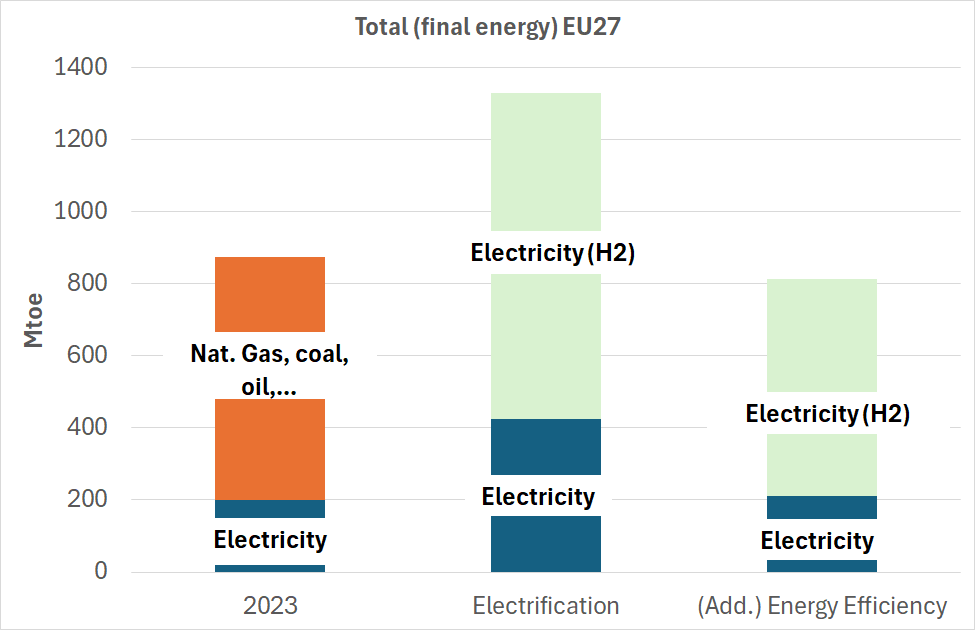 Total (final energy) EU27
1400
1200
1000
800
600
400
200
0
Mtoe
Nat. Gas, coal,
oil,...
Electricity
Electricity (H2)
Electricity
Electricity (H2)
Electricity
2023
Electrification
(Add.) Energy Efficiency